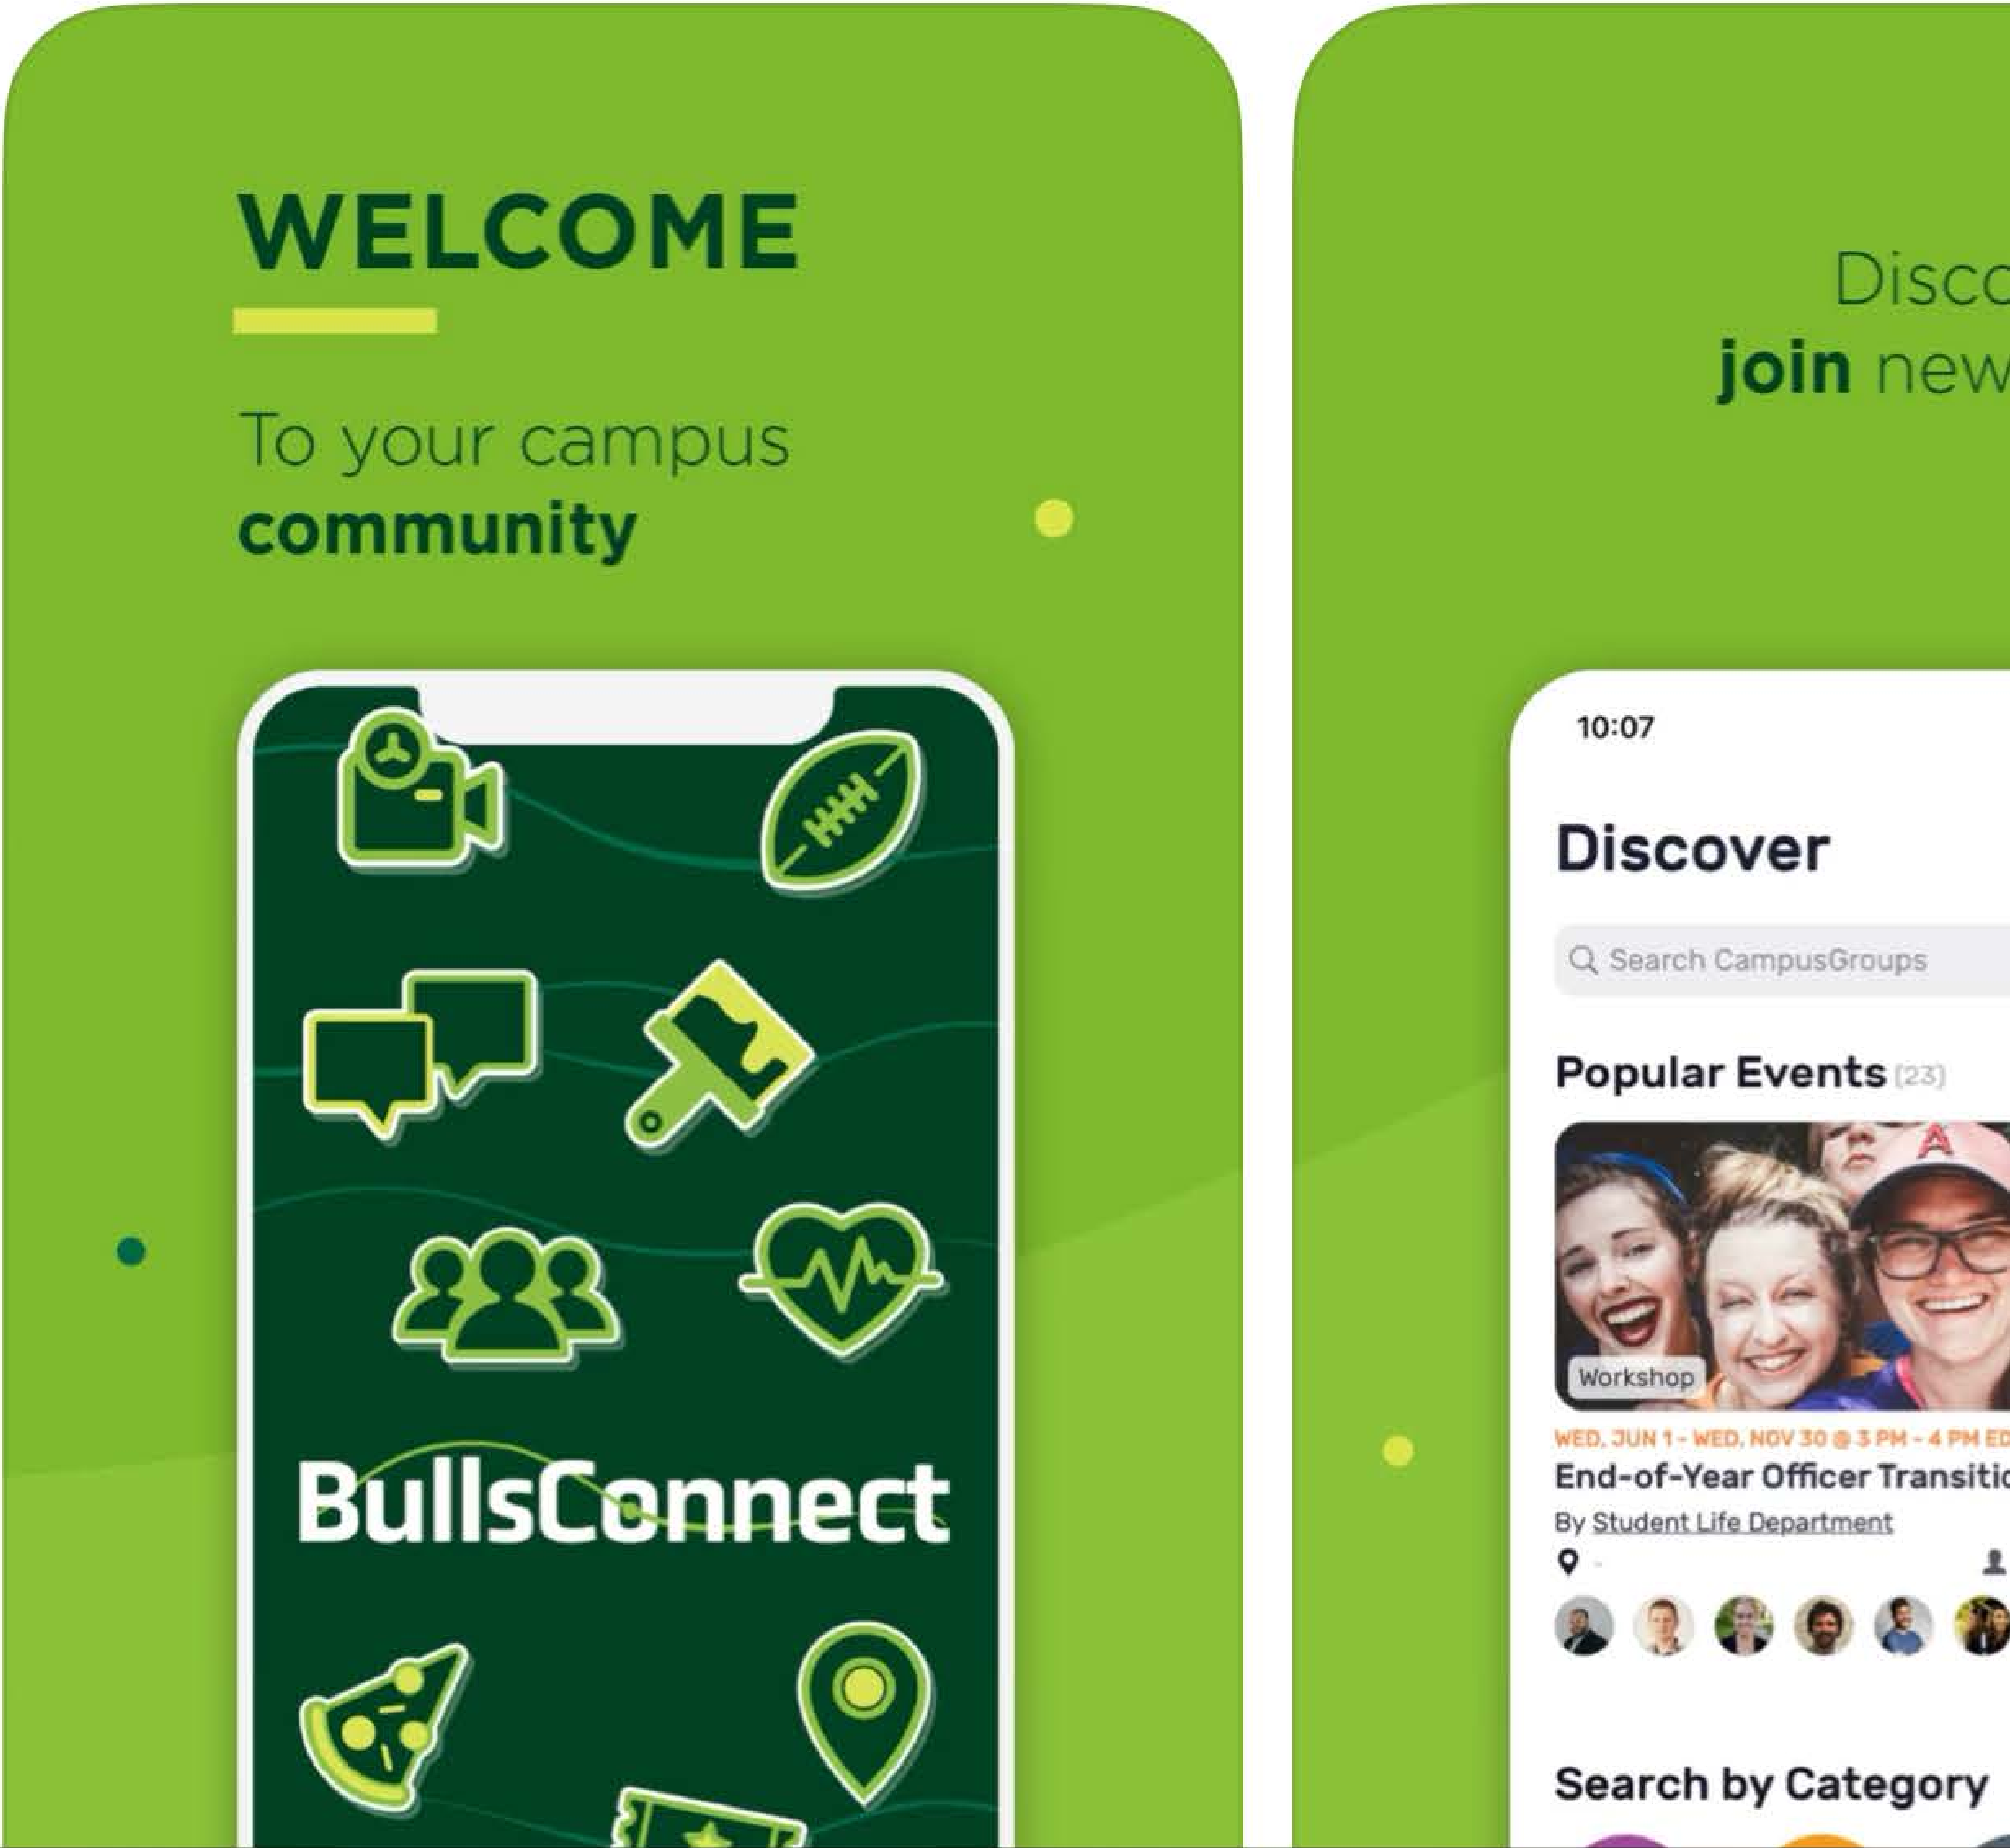 WELCOME
To your campus
community
BullsConnect
Disco
join new
10:07
Discover
Search CampusGroups
Popular Events (23)
A
Workshop
WED, JUN 1 - WED, NOV 30 @ 3 PM - 4 PM ED
End-of-Year Officer Transitio
By Student Life Department
-
Search by Category